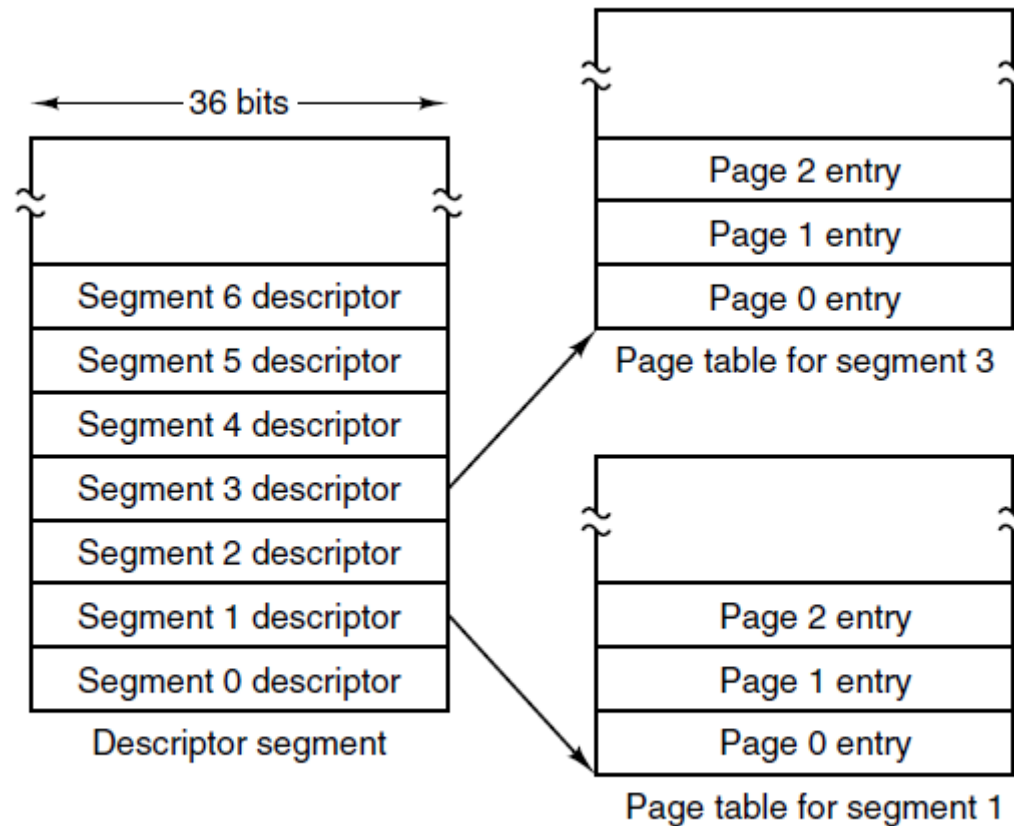 36 bits
Segment 6 descriptor
Segment 5 descriptor
Segment 4 descriptor
Segment 3 descriptor
Segment 2 descriptor
Segment 1 descriptor
Segment 0 descriptor
Descriptor segment
Page 2 entry
Page 1 entry
Page 0 entry
Page table for segment 3
Page 2 entry
Page 1 entry
Page 0 entry
Page table for segment 1